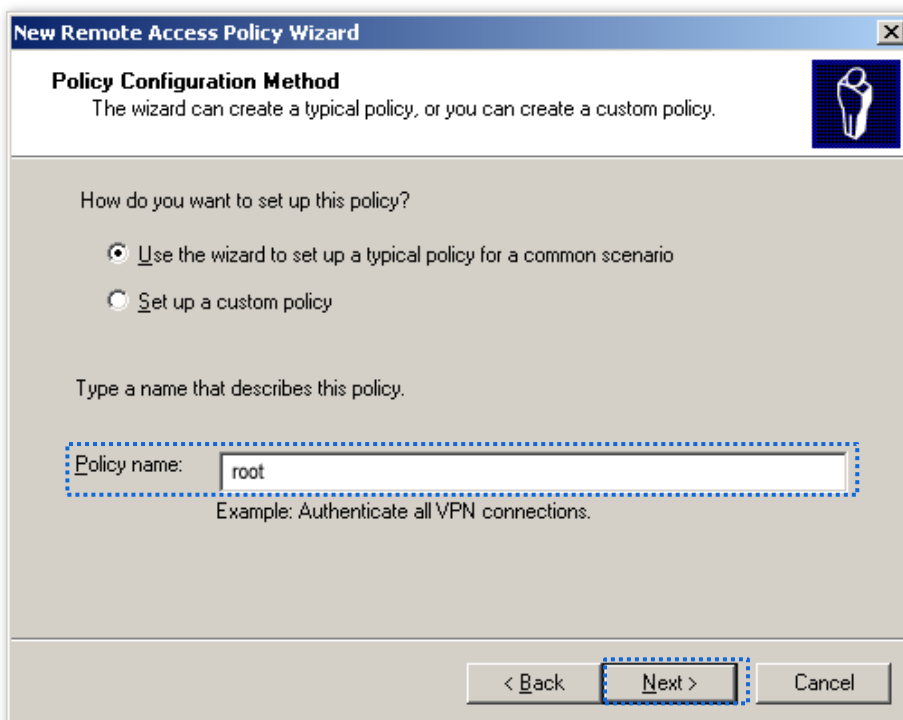 New Remote Access Policy Wizard
Policy Configuration Method
The wizard can create a typical policy, or you can create a custom policy.
How do you want to set up this policy?
Use the wizard to set up a typical policy for a common scenario
Set up a custom policy
Type a name that describes this policy.
Policy name: root
Example: Authenticate all VPN connections.
< Back Next > Cancel